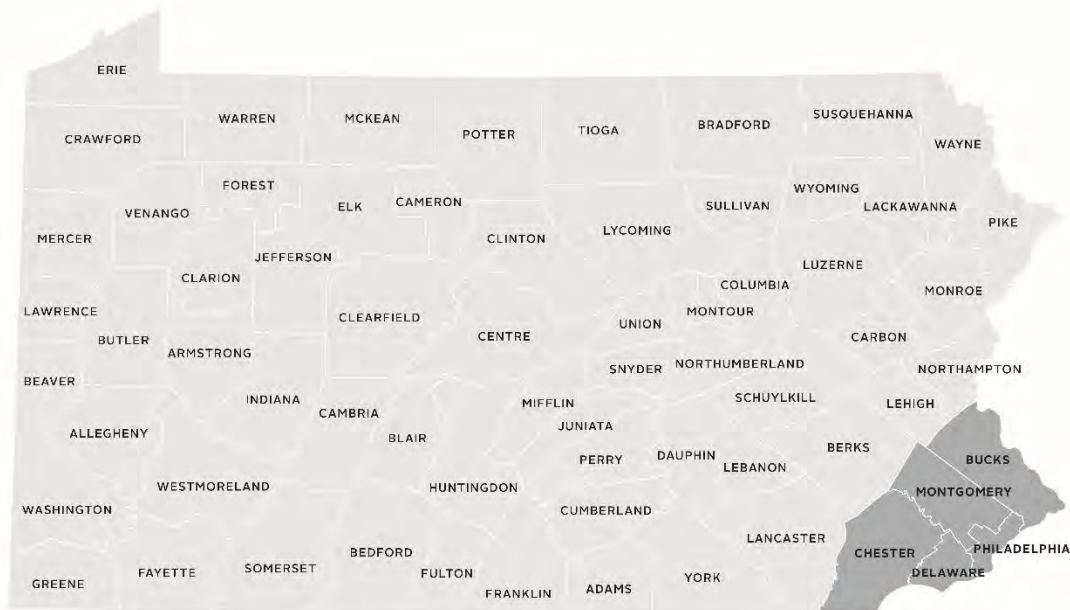 ERIE
WARREN
MCKEAN
POTTER
TIOGA
BRADFORD
SUSQUEHANNA
WAYNE
CRAWFORD
FOREST
VENANGO
ELK
CAMERON
SULLIVAN
WYOMING
LACKAWANNA
PIKE
MERCER
CLINTON
LYCOMING
JEFFERSON
CLARION
LUZERNE
COLUMBIA
MONROE
LAWRENCE
CLEARFIELD
MONTOUR
UNION
CENTRE
BUTLER
CARBON
ARMSTRONG
SNYDER
NORTHUMBERLAND
NORTHAMPTON
BEAVER
INDIANA
CAMBRIA
MIFFLIN
SCHUYLKILL
LEHIGH
JUNIATA
ALLEGHENY
BLAIR
BERKS
PERRY
DAUPHIN
LEBANON
BUCKS
WESTMORELAND
HUNTINGDON
MONTGOMERY
WASHINGTON
CUMBERLAND
LANCASTER
PHILADELPHIA
BEDFORD
CHESTER
GREENE
FAYETTE
SOMERSET
FULTON
DELAWARE
FRANKLIN
ADAMS
YORK